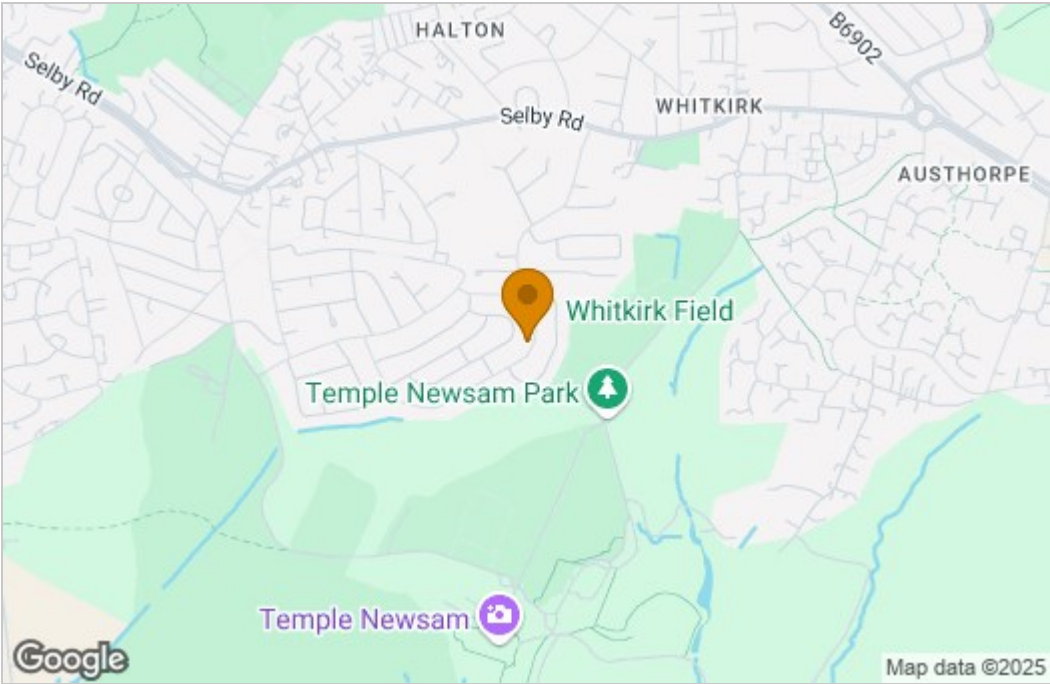 HALTON
B6902
Selby Rd
Selby Rd
WHITKIRK
AUSTHORPE
Whitkirk Field
Temple Newsam Park
Temple Newsam
Google
Map data ©2025